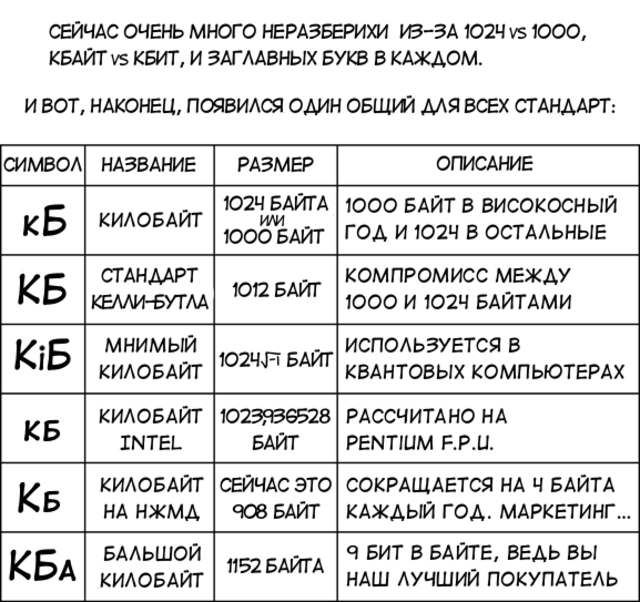 СЕЙЧАС ОЧЕНЬ МНОГО НЕРАЗБЕРИХИ ИЗ-ЗА 1024 vs 1000,
КБАЙТ vs КБИТ, И ЗАГЛАВНЫХ БУКВ В КАЖДОМ.
И ВОТ, НАКОНЕЦ, ПОЯВИЛСЯ ОДИН ОБЩИЙ ДЛЯ ВСЕХ СТАНДАРТ:
СИМВОЛ НАЗВАНИЕ РАЗМЕР ОПИСАНИЕ
кБ
КИЛОБАЙТ
1024 БАЙТА
ИЛИ
1000 БАЙТ
1000 БАЙТ В ВИСОКОСНЫЙ
ГОД И 1024 В ОСТАЛЬНЫЕ
КБ
СТАНДАРТ
КЕЛЛИ-БУТЛА
1012 БАЙТ
КОМПРОМИСС МЕЖДУ
1000 И 1024 БАЙТАМИ
КiБ
МНИМЫЙ
КИЛОБАЙТ
1024√-1 БАЙТ
ИСПОЛЬЗУЕТСЯ В
КВАНТОВЫХ КОМПЬЮТЕРАХ
кб
КИЛОБАЙТ
INTEL
1023,936528
БАЙТ
РАССЧИТАНО НА
PENTIUM F.P.U.
Кб
КИЛОБАЙТ
НА НЖМД
СЕЙЧАС ЭТО
908 БАЙТ
СОКРАЩАЕТСЯ НА 4 БАЙТА
КАЖДЫЙ ГОД. МАРКЕТИНГ...
КБА
БАЛЬШОЙ
КИЛОБАЙТ
1152 БАЙТА
9 БИТ В БАЙТЕ, ВЕДЬ ВЫ
НАШ ЛУЧШИЙ ПОКУПАТЕЛЬ